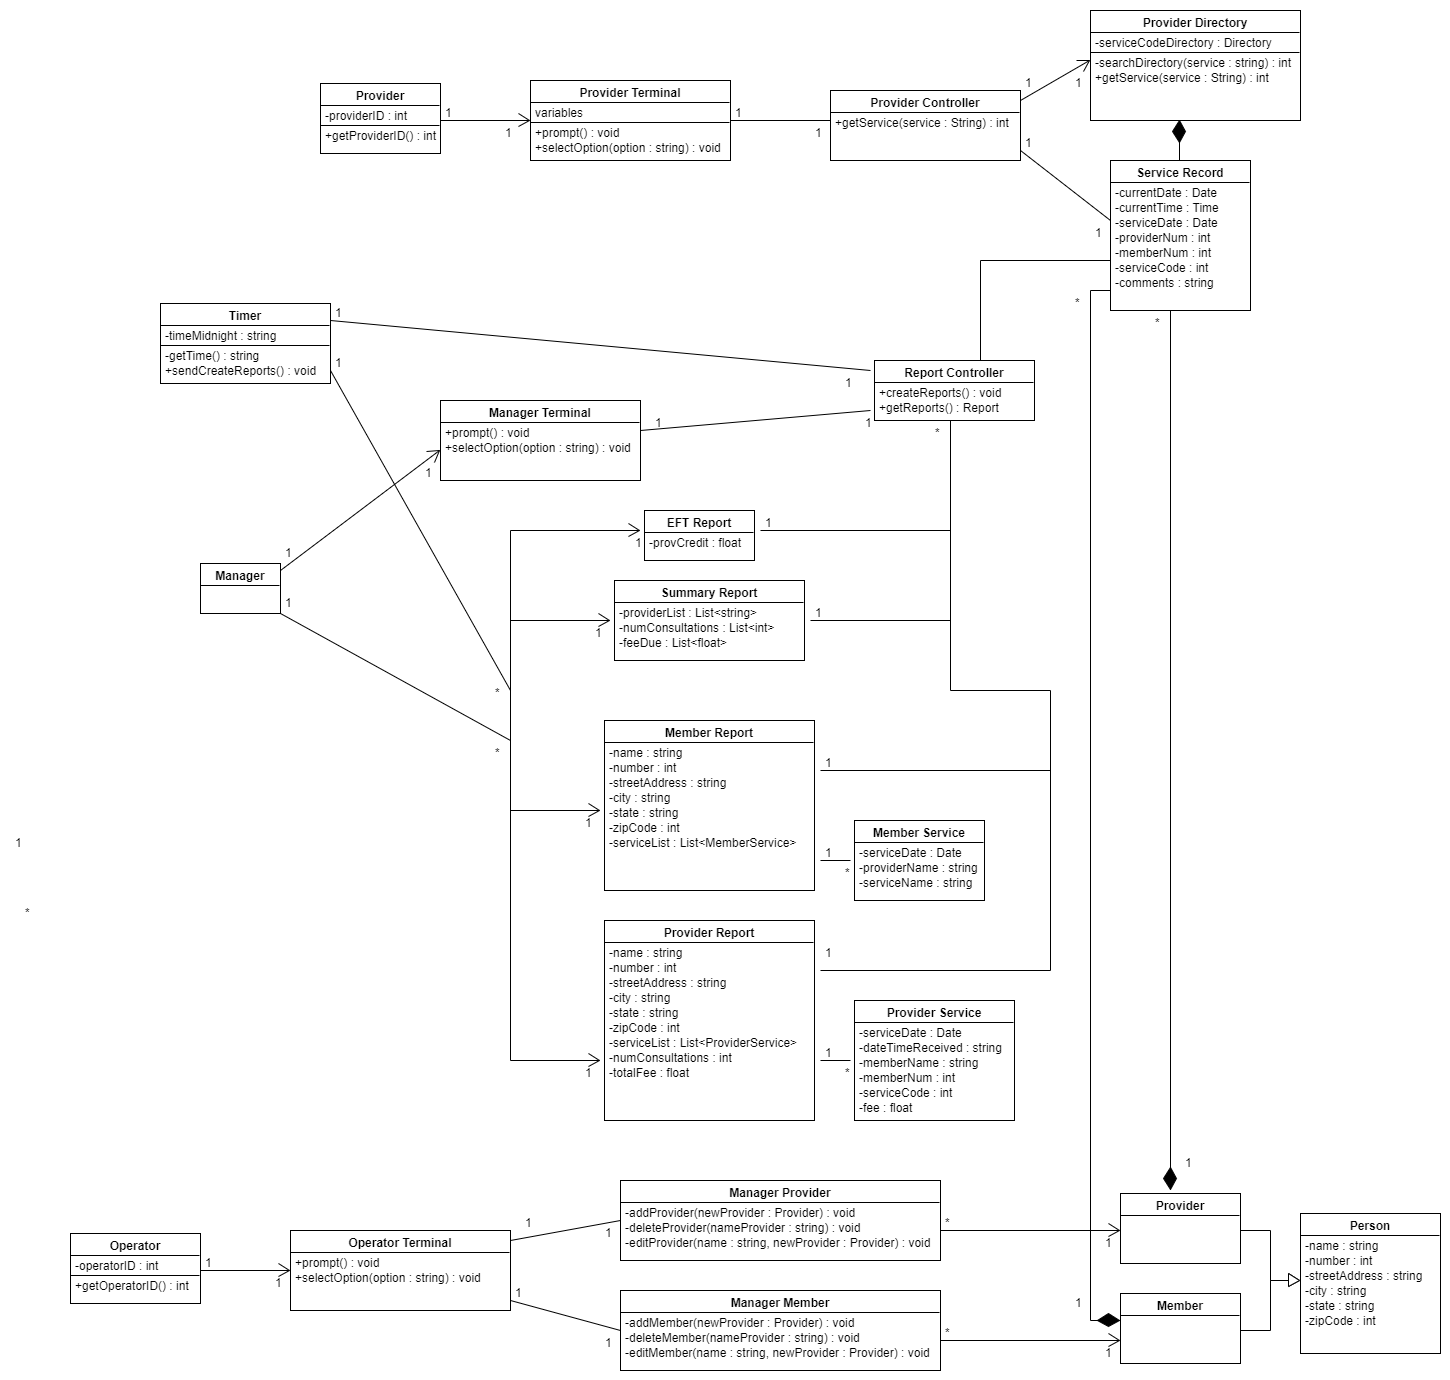 Provider Directory
-serviceCodeDirectory : Directory
-searchDirectory(service : string) : int
+getService(service : String) : int
1
1
Provider
-providerID : int
+getProviderID() : int
1
1
Provider Terminal
variables
+prompt() : void
+selectOption(option : string) : void
1
1
Provider Controller
+getService(service : String) : int
1
1
Service Record
-currentDate : Date
-currentTime : Time
-serviceDate : Date
-providerNum : int
-memberNum : int
-serviceCode : int
-comments : string
*
*
Timer
-timeMidnight : string
-getTime() : string
+sendCreateReports() : void
1
1
1
Report Controller
+createReports() : void
+getReports() : Report
1
*
Manager Terminal
+prompt() : void
+selectOption(option : string) : void
1
1
Manager
1
1
*
*
EFT Report
-provCredit : float
1
1
Summary Report
-providerList : List<string>
-numConsultations : List<int>
-feeDue : List<float>
1
1
Member Report
-name : string
-number : int
-streetAddress : string
-city : string
-state : string
-zipCode : int
-serviceList : List<MemberService>
1
1
1
*
Member Service
-serviceDate : Date
-providerName : string
-serviceName : string
1
*
Provider Report
-name : string
-number : int
-streetAddress : string
-city : string
-state : string
-zipCode : int
-serviceList : List<ProviderService>
-numConsultations : int
-totalFee : float
1
1
1
*
Provider Service
-serviceDate : Date
-dateTimeReceived : string
-memberName : string
-memberNum : int
-serviceCode : int
-fee : float
Operator
-operatorID : int
+getOperatorID() : int
1
1
Operator Terminal
+prompt() : void
+selectOption(option : string) : void
1
1
1
1
Manager Provider
-addProvider(newProvider : Provider) : void
-deleteProvider(nameProvider : string) : void
-editProvider(name : string, newProvider : Provider) : void
*
1
Manager Member
-addMember(newProvider : Provider) : void
-deleteMember(nameProvider : string) : void
-editMember(name : string, newProvider : Provider) : void
*
1
1
Provider
1
Member
Person
-name : string
-number : int
-streetAddress : string
-city : string
-state : string
-zipCode : int